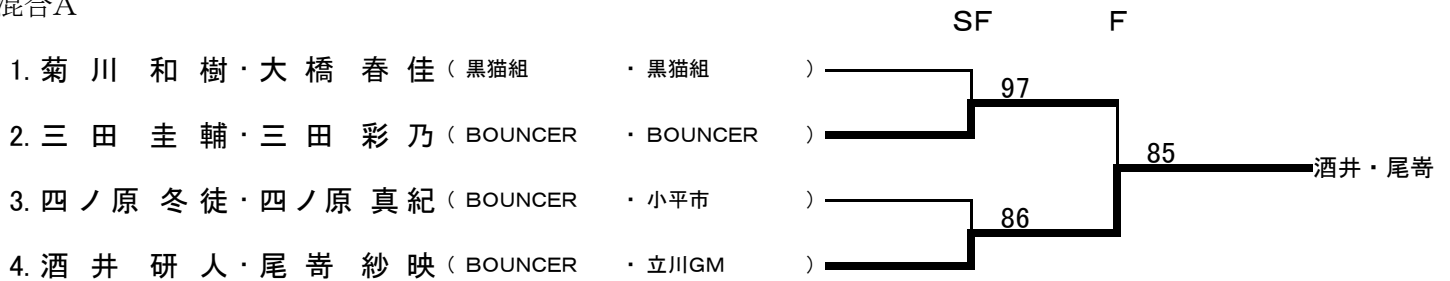 混合A
SF F
1. 菊川 和樹・大橋 春佳 ( 黒猫組 ・ 黒猫組 )
97
2. 三田 圭輔・三田 彩乃 ( BOUNCER ・ BOUNCER )
85
酒井・尾嵜
3. 四ノ原 冬徒・四ノ原 真紀 ( BOUNCER ・ 小平市 )
86
4. 酒井 研人・尾嵜 紗映 ( BOUNCER ・ 立川GM )